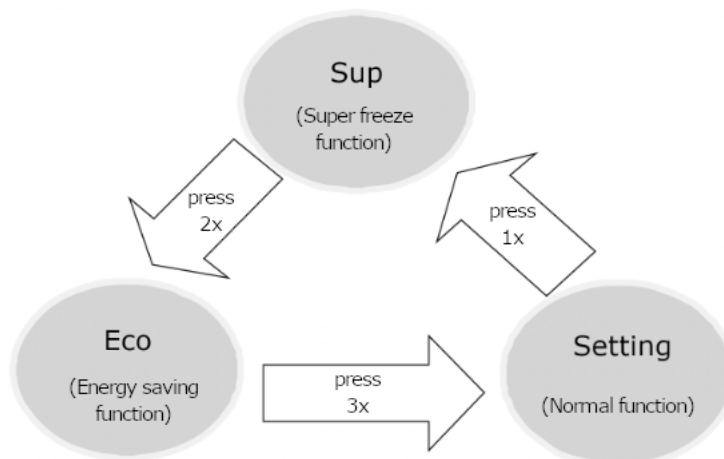 Sup
(Super freeze
function)
press
2x
press
1x
Eco
(Energy saving
function)
press
3x
Setting
(Normal function)